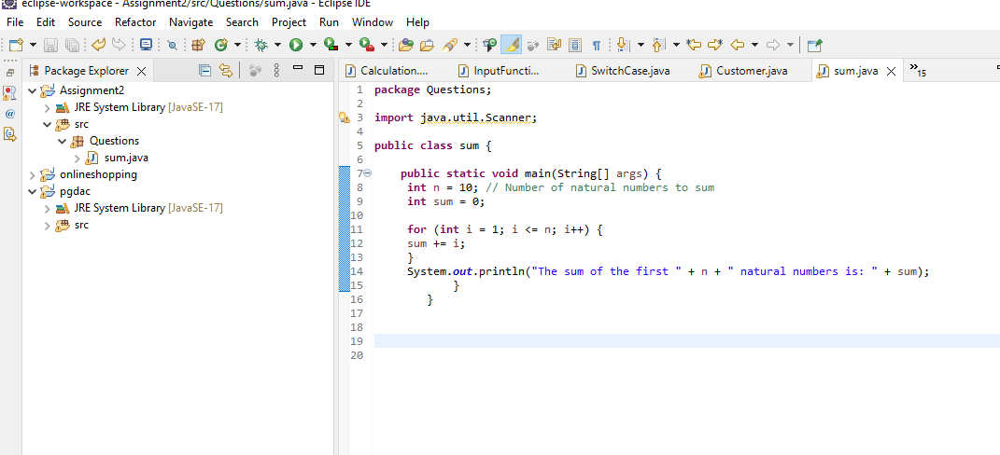 eclipse-workspace - Assignment2/src/Questions/sum.java - Eclipse IDE
File Edit Source Refactor Navigate Search Project Run Window Help
Package Explorer
Calculation.... InputFuncti... SwitchCase.java Customer.java sum.java »15
Assignment2
JRE System Library [JavaSE-17]
src
Questions
sum.java
onlineshopping
pgdac
JRE System Library [JavaSE-17]
src
1 package Questions;
2
3 import java.util.Scanner;
4
5 public class sum {
6
7 public static void main(String[] args) {
8 int n = 10; // Number of natural numbers to sum
9 int sum = 0;
10
11 for (int i = 1; i <= n; i++) {
12 sum += i;
13 }
14 System.out.println("The sum of the first " + n + " natural numbers is: " + sum);
15 }
16 }
17
18
19
20